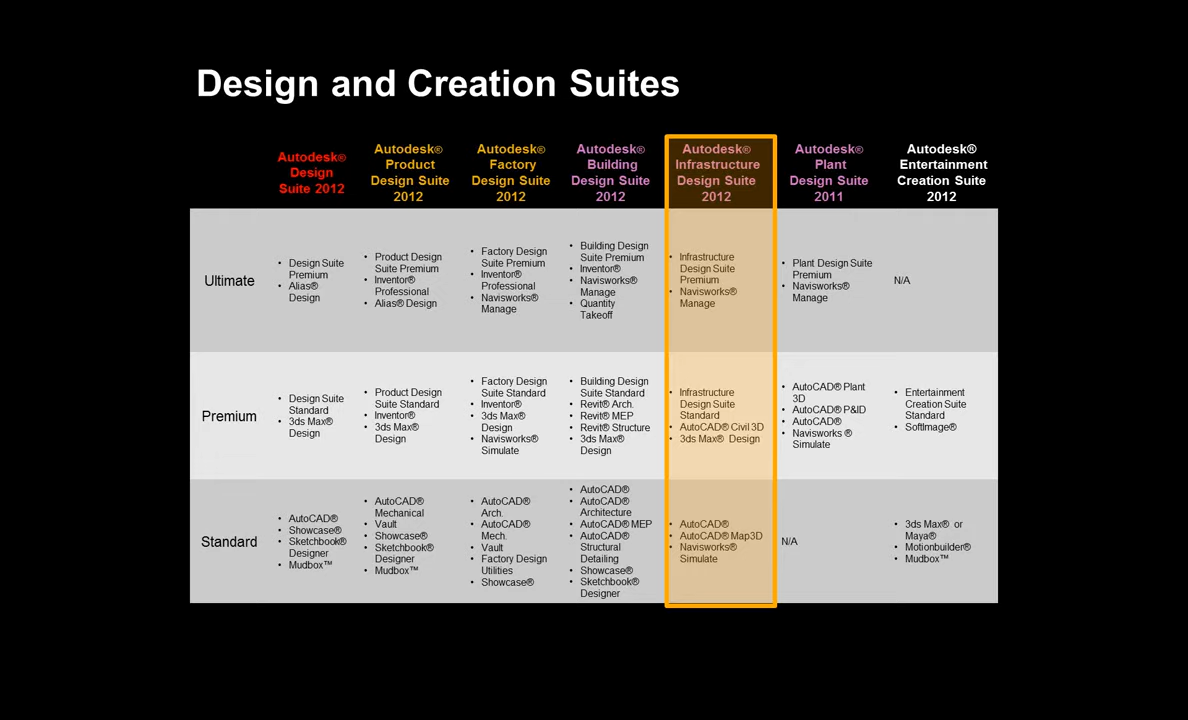 Design and Creation Suites
Autodesk®
Design
Suite 2012
Autodesk®
Product
Design Suite
2012
Autodesk®
Factory
Design Suite
2012
Autodesk®
Building
Design Suite
2012
Autodesk®
Infrastructure
Design Suite
2012
Autodesk®
Plant
Design Suite
2011
Autodesk®
Entertainment
Creation Suite
2012
Ultimate
• Design Suite
Premium
• Alias®
Design
• Product Design
Suite Premium
• Inventor®
Professional
• Alias® Design
• Factory Design
Suite Premium
• Inventor®
Professional
• Navisworks®
Manage
• Building Design
Suite Premium
• Inventor®
• Navisworks®
Manage
• Quantity
Takeoff
• Infrastructure
Design Suite
Premium
• Navisworks®
Manage
• Plant Design Suite
Premium
• Navisworks®
Manage
N/A
Premium
• Design Suite
Standard
• 3ds Max®
Design
• Product Design
Suite Standard
• Inventor®
• 3ds Max®
Design
• Factory Design
Suite Standard
• Inventor®
• 3ds Max®
Design
• Navisworks®
Simulate
• Building Design
Suite Standard
• Revit® Arch.
• Revit® MEP
• Revit® Structure
• 3ds Max®
Design
• Infrastructure
Design Suite
Standard
• AutoCAD® Civil 3D
• 3ds Max® Design
• AutoCAD® Plant
3D
• AutoCAD® P&ID
• AutoCAD®
• Navisworks ®
Simulate
• Entertainment
Creation Suite
Standard
• SoftImage®
Standard
• AutoCAD®
• Showcase®
• Sketchbook®
Designer
• Mudbox™
• AutoCAD®
Mechanical
• Vault
• Showcase®
• Sketchbook®
Designer
• Mudbox™
• AutoCAD®
Arch.
• AutoCAD®
Mech.
• Vault
• Factory Design
Utilities
• Showcase®
• AutoCAD®
• AutoCAD®
Architecture
• AutoCAD® MEP
• AutoCAD®
Structural
Detailing
• Showcase®
• Sketchbook®
Designer
• AutoCAD®
• AutoCAD® Map3D
• Navisworks®
Simulate
N/A
• 3ds Max® or
Maya®
• Motionbuilder®
• Mudbox™